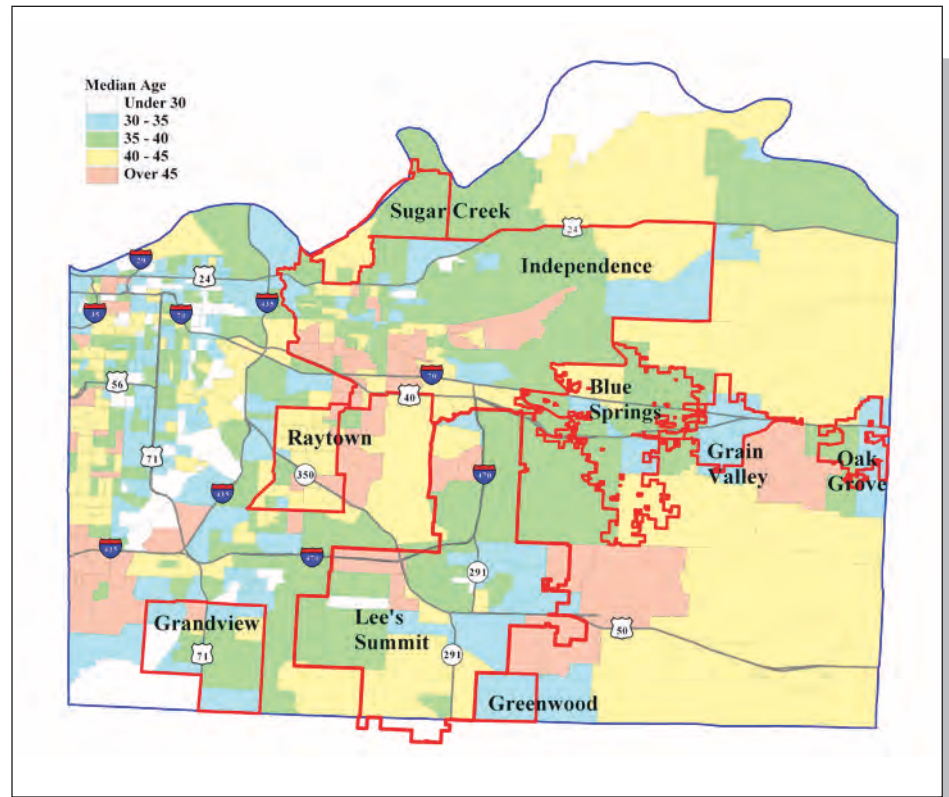 Median Age
Under 30
30 - 35
35 - 40
40 - 45
Over 45
Sugar Creek
24
Independence
29
24
435
35
70
70
Blue
Springs
56
40
Raytown
Grain
Valley
Oak
Grove
71
350
470
435
435
470
291
Grandview
Lee's
Summit
50
71
291
Greenwood